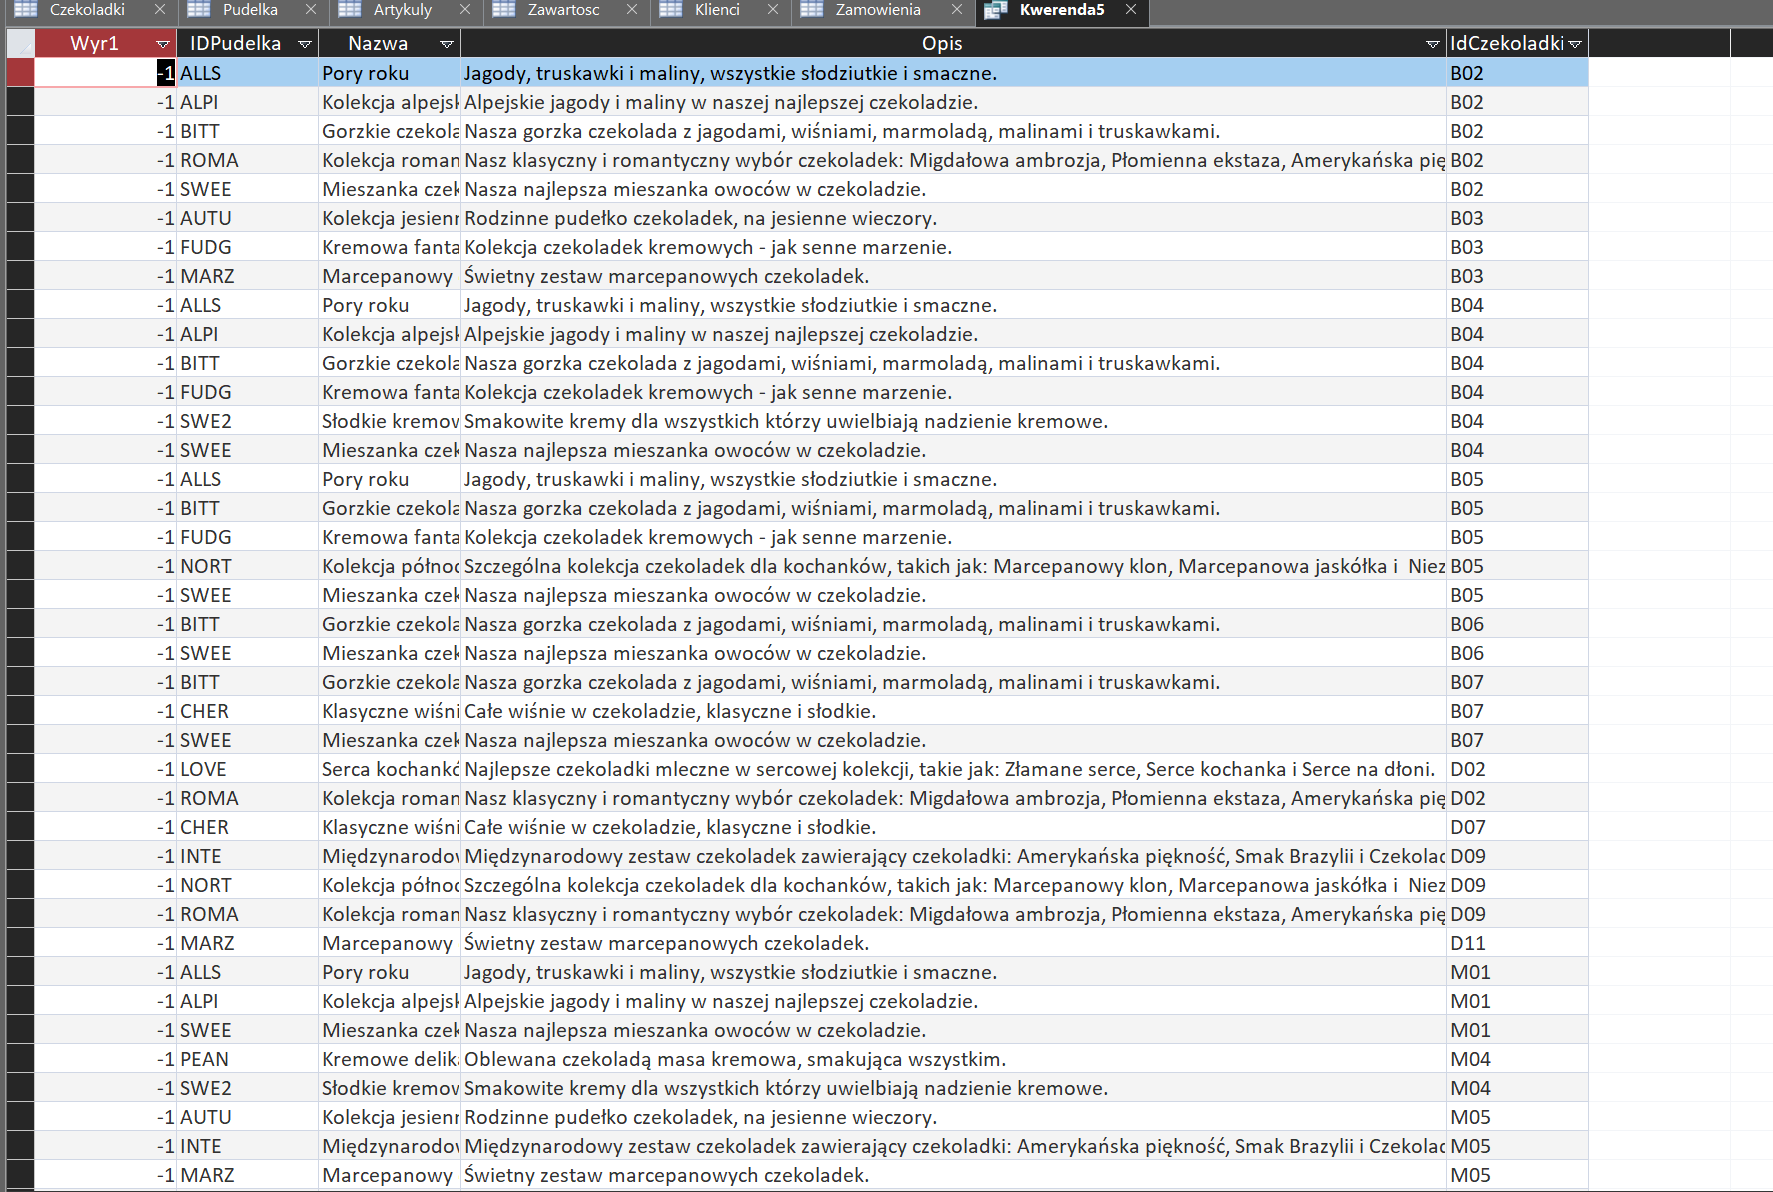 Czekoladki Pudelka Artykuly Zawartosc Klienci Zamowienia Kwerenda5
Wyr1 IDPudelka Nazwa Opis IdCzekoladki
-1 ALLS Pory roku Jagody, truskawki i maliny, wszystkie słodziutkie i smaczne. B02
-1 ALPI Kolekcja alpejsk Alpejskie jagody i maliny w naszej najlepszej czekoladzie. B02
-1 BITT Gorzkie czekola Nasza gorzka czekolada z jagodami, wiśniami, marmoladą, malinami i truskawkami. B02
-1 ROMA Kolekcja roman Nasz klasyczny i romantyczny wybór czekoladek: Migdałowa ambrozja, Płomienna ekstaza, Amerykańska pię B02
-1 SWEE Mieszanka czek Nasza najlepsza mieszanka owoców w czekoladzie. B02
-1 AUTU Kolekcja jesienn Rodzinne pudełko czekoladek, na jesienne wieczory. B03
-1 FUDG Kremowa fanta Kolekcja czekoladek kremowych - jak senne marzenie. B03
-1 MARZ Marcepanowy Świetny zestaw marcepanowych czekoladek. B03
-1 ALLS Pory roku Jagody, truskawki i maliny, wszystkie słodziutkie i smaczne. B04
-1 ALPI Kolekcja alpejsk Alpejskie jagody i maliny w naszej najlepszej czekoladzie. B04
-1 BITT Gorzkie czekola Nasza gorzka czekolada z jagodami, wiśniami, marmoladą, malinami i truskawkami. B04
-1 FUDG Kremowa fanta Kolekcja czekoladek kremowych - jak senne marzenie. B04
-1 SWE2 Słodkie kremow Smakowite kremy dla wszystkich którzy uwielbiają nadzienie kremowe. B04
-1 SWEE Mieszanka czek Nasza najlepsza mieszanka owoców w czekoladzie. B04
-1 ALLS Pory roku Jagody, truskawki i maliny, wszystkie słodziutkie i smaczne. B05
-1 BITT Gorzkie czekola Nasza gorzka czekolada z jagodami, wiśniami, marmoladą, malinami i truskawkami. B05
-1 FUDG Kremowa fanta Kolekcja czekoladek kremowych - jak senne marzenie. B05
-1 NORT Kolekcja północ Szczególna kolekcja czekoladek dla kochanków, takich jak: Marcepanowy klon, Marcepanowa jaskółka i Niez B05
-1 SWEE Mieszanka czek Nasza najlepsza mieszanka owoców w czekoladzie. B05
-1 BITT Gorzkie czekola Nasza gorzka czekolada z jagodami, wiśniami, marmoladą, malinami i truskawkami. B06
-1 SWEE Mieszanka czek Nasza najlepsza mieszanka owoców w czekoladzie. B06
-1 BITT Gorzkie czekola Nasza gorzka czekolada z jagodami, wiśniami, marmoladą, malinami i truskawkami. B07
-1 CHER Klasyczne wiśni Całe wiśnie w czekoladzie, klasyczne i słodkie. B07
-1 SWEE Mieszanka czek Nasza najlepsza mieszanka owoców w czekoladzie. B07
-1 LOVE Serca kochankó Najlepsze czekoladki mleczne w sercowej kolekcji, takie jak: Złamane serce, Serce kochanka i Serce na dłoni. D02
-1 ROMA Kolekcja roman Nasz klasyczny i romantyczny wybór czekoladek: Migdałowa ambrozja, Płomienna ekstaza, Amerykańska pię D02
-1 CHER Klasyczne wiśni Całe wiśnie w czekoladzie, klasyczne i słodkie. D07
-1 INTE Międzynarodow Międzynarodowy zestaw czekoladek zawierający czekoladki: Amerykańska piękność, Smak Brazylii i Czekolac D09
-1 NORT Kolekcja północ Szczególna kolekcja czekoladek dla kochanków, takich jak: Marcepanowy klon, Marcepanowa jaskółka i Niez D09
-1 ROMA Kolekcja roman Nasz klasyczny i romantyczny wybór czekoladek: Migdałowa ambrozja, Płomienna ekstaza, Amerykańska pię D09
-1 MARZ Marcepanowy Świetny zestaw marcepanowych czekoladek. D11
-1 ALLS Pory roku Jagody, truskawki i maliny, wszystkie słodziutkie i smaczne. M01
-1 ALPI Kolekcja alpejsk Alpejskie jagody i maliny w naszej najlepszej czekoladzie. M01
-1 SWEE Mieszanka czek Nasza najlepsza mieszanka owoców w czekoladzie. M01
-1 PEAN Kremowe delik Oblewana czekoladą masa kremowa, smakująca wszystkim. M04
-1 SWE2 Słodkie kremow Smakowite kremy dla wszystkich którzy uwielbiają nadzienie kremowe. M04
-1 AUTU Kolekcja jesienn Rodzinne pudełko czekoladek, na jesienne wieczory. M05
-1 INTE Międzynarodow Międzynarodowy zestaw czekoladek zawierający czekoladki: Amerykańska piękność, Smak Brazylii i Czekolac M05
-1 MARZ Marcepanowy Świetny zestaw marcepanowych czekoladek. M05